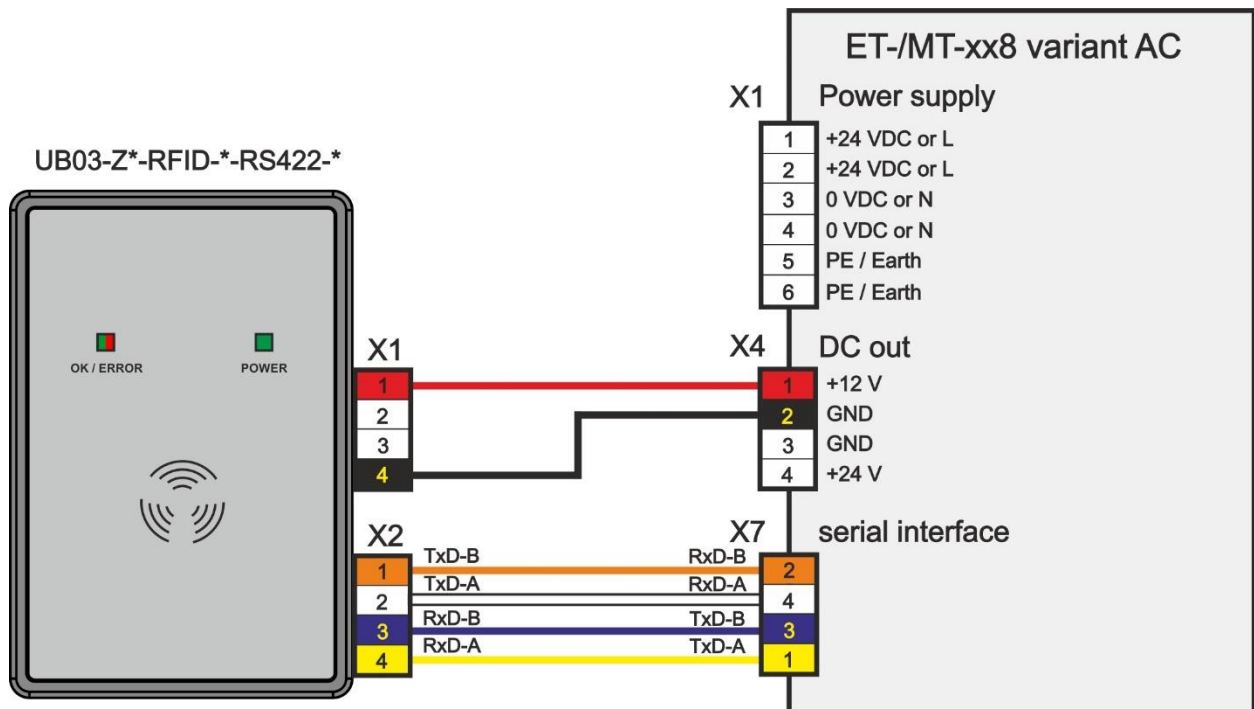 ET-/MT-xx8 variant AC
X1 Power supply
1 +24 VDC or L
2 +24 VDC or L
3 0 VDC or N
4 0 VDC or N
5 PE / Earth
6 PE / Earth
UB03-Z*-RFID-*-RS422-*
OK / ERROR POWER
X1
1
2
3
4
X4 DC out
1 +12 V
2 GND
3 GND
4 +24 V
X2 X7 serial interface
1 TxD-B RxD-B 2
2 TxD-A RxD-A 4
3 RxD-B TxD-B 3
4 RxD-A TxD-A 1